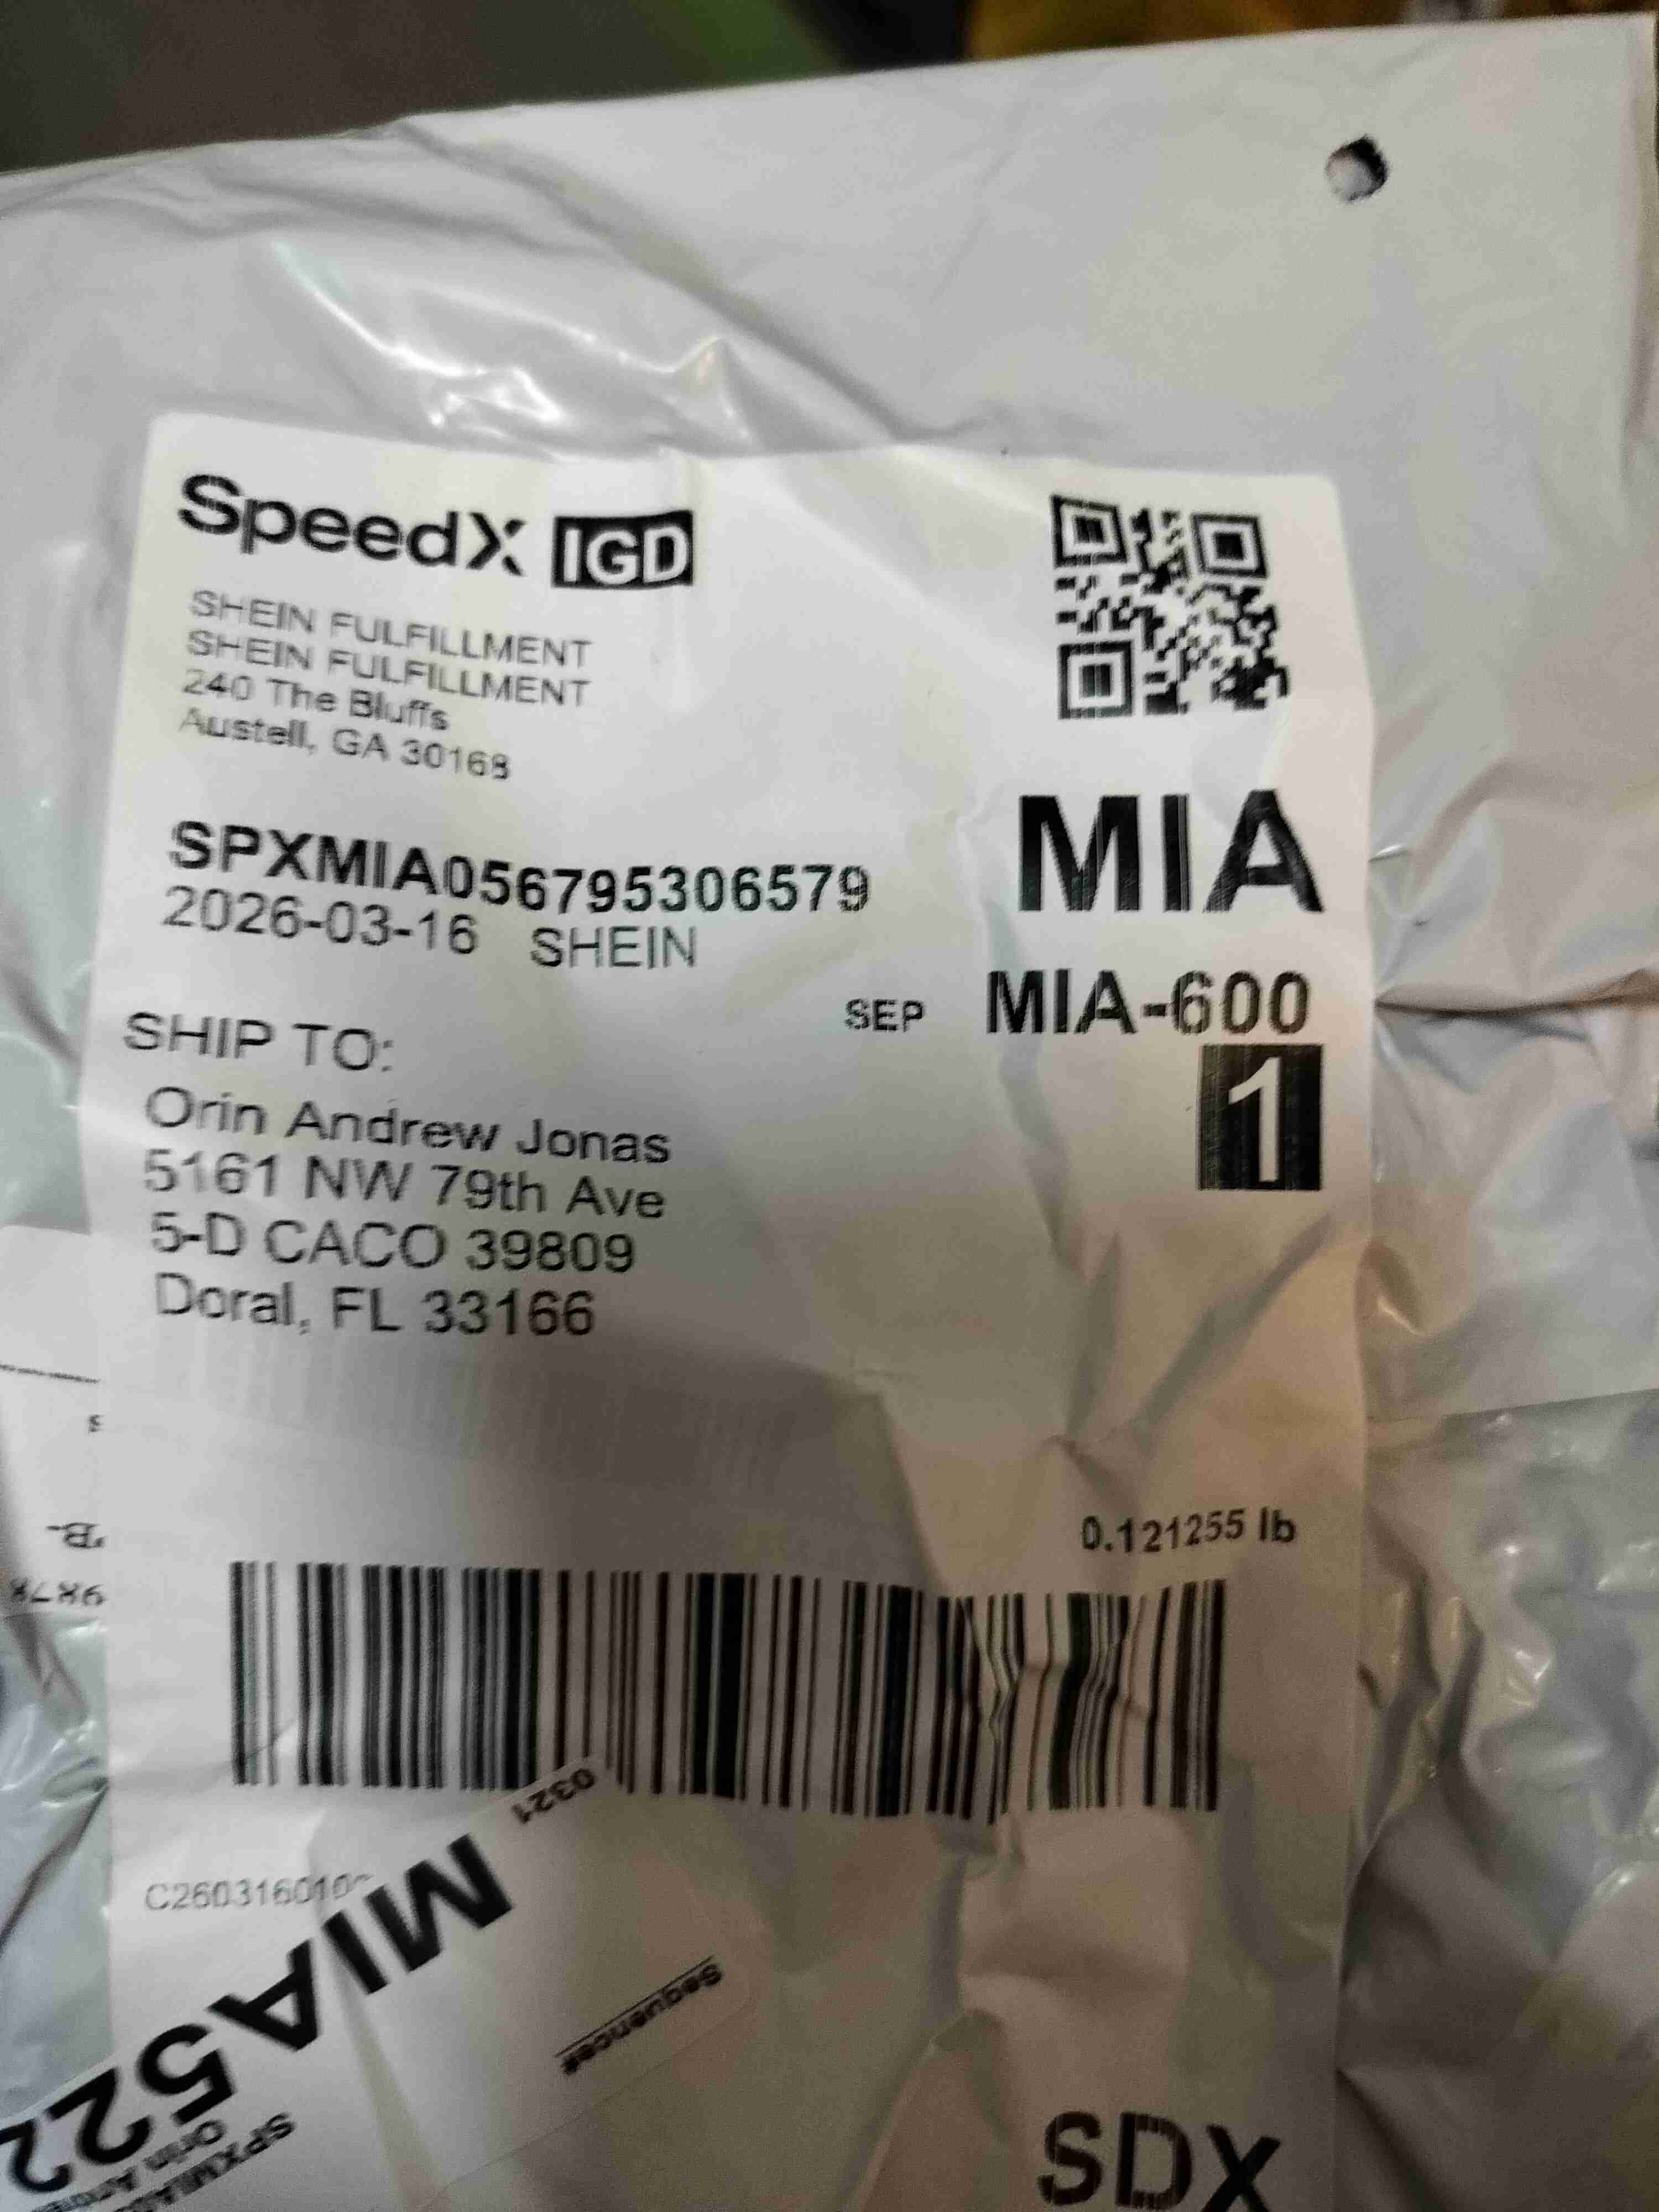 SpeedX IGD
SHEIN FULFILLMENT
SHEIN FULFILLMENT
240 The Bluffs
Austell, GA 30168
SPXMIA056795306579
2026-03-16 SHEIN
MIA
SEP MIA-600
1
SHIP TO:
Orin Andrew Jonas
5161 NW 79th Ave
5-D CACO 39809
Doral, FL 33166
0.121255 lb
0321
MIA522
Sequence#
Orin
SDX